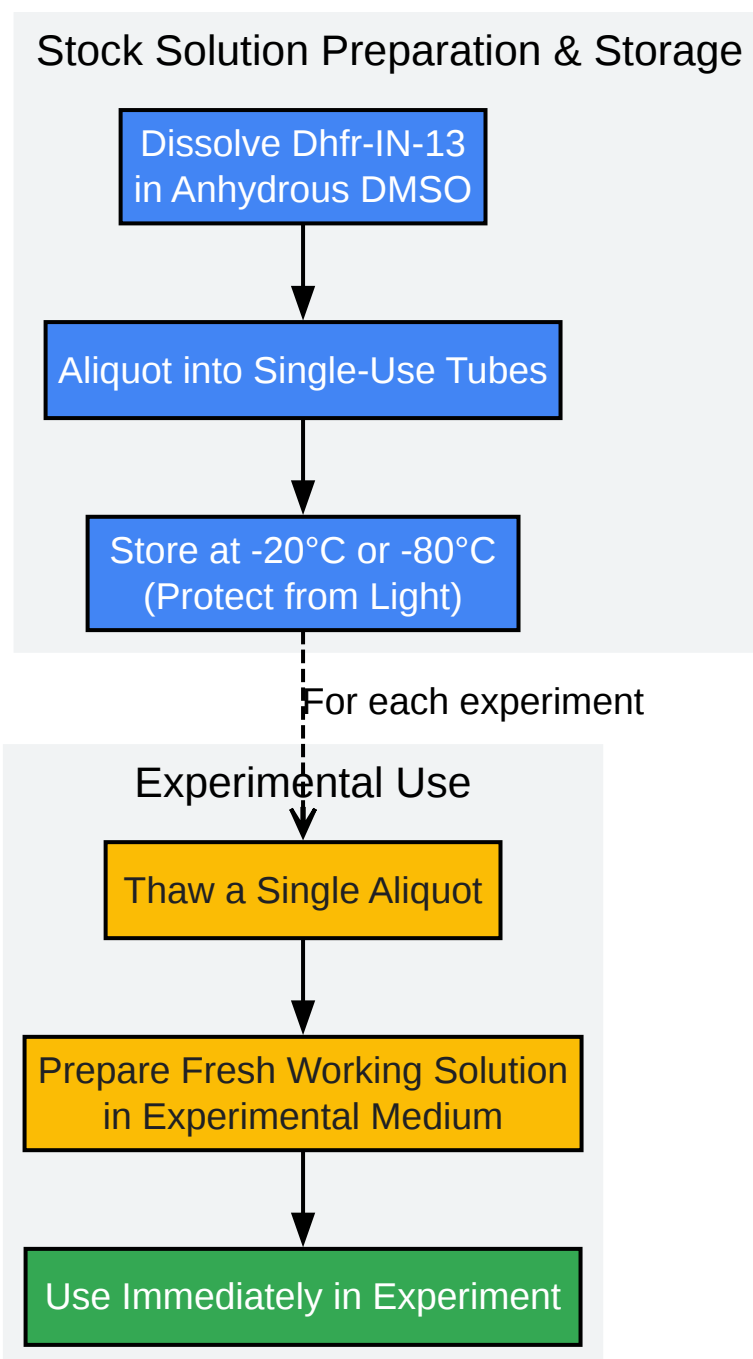 Stock Solution Preparation & Storage
Dissolve Dhfr-IN-13
in Anhydrous DMSO
Aliquot into Single-Use Tubes
Store at -20°C or -80°C
(Protect from Light)
For each experiment
Experimental Use
Thaw a Single Aliquot
Prepare Fresh Working Solution
in Experimental Medium
Use Immediately in Experiment